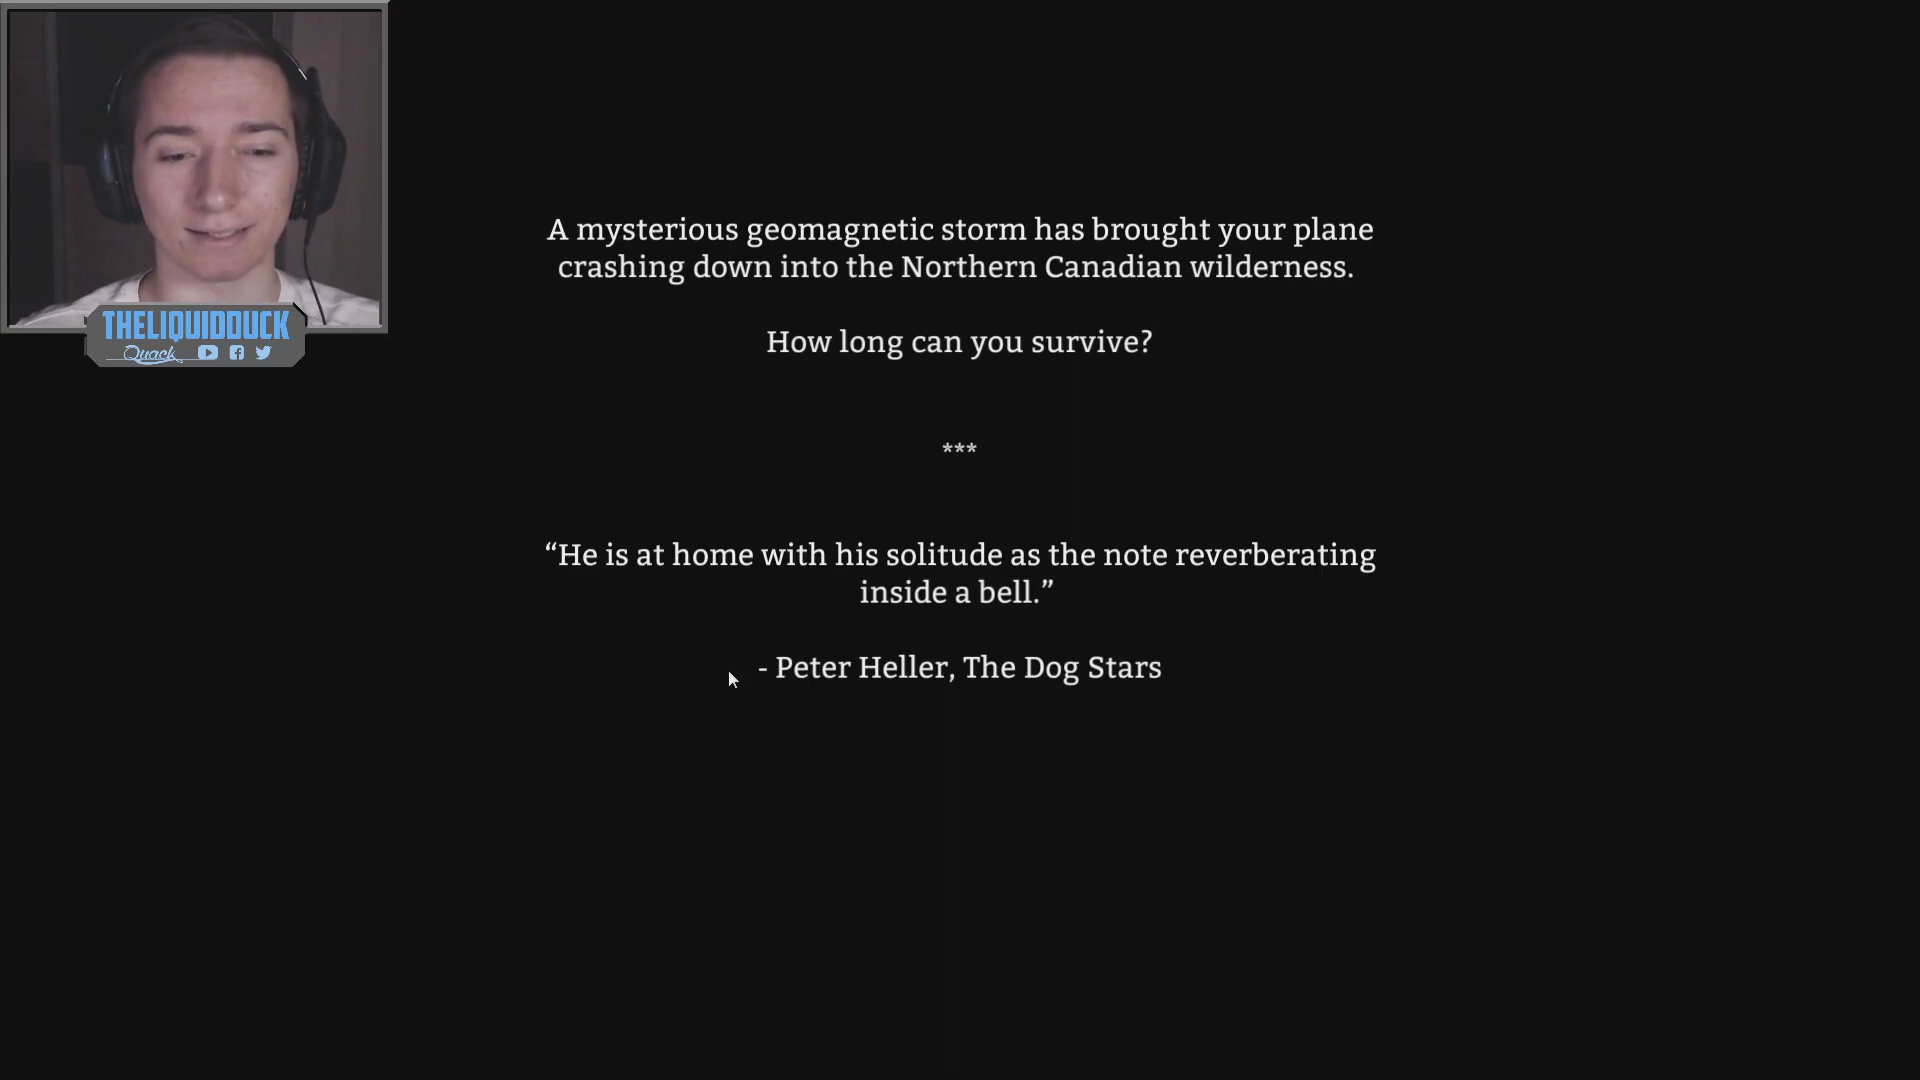 THELIQUIDDUCK
Quack
A mysterious geomagnetic storm has brought your plane
crashing down into the Northern Canadian wilderness.
How long can you survive?
***
“He is at home with his solitude as the note reverberating
inside a bell.”
- Peter Heller, The Dog Stars